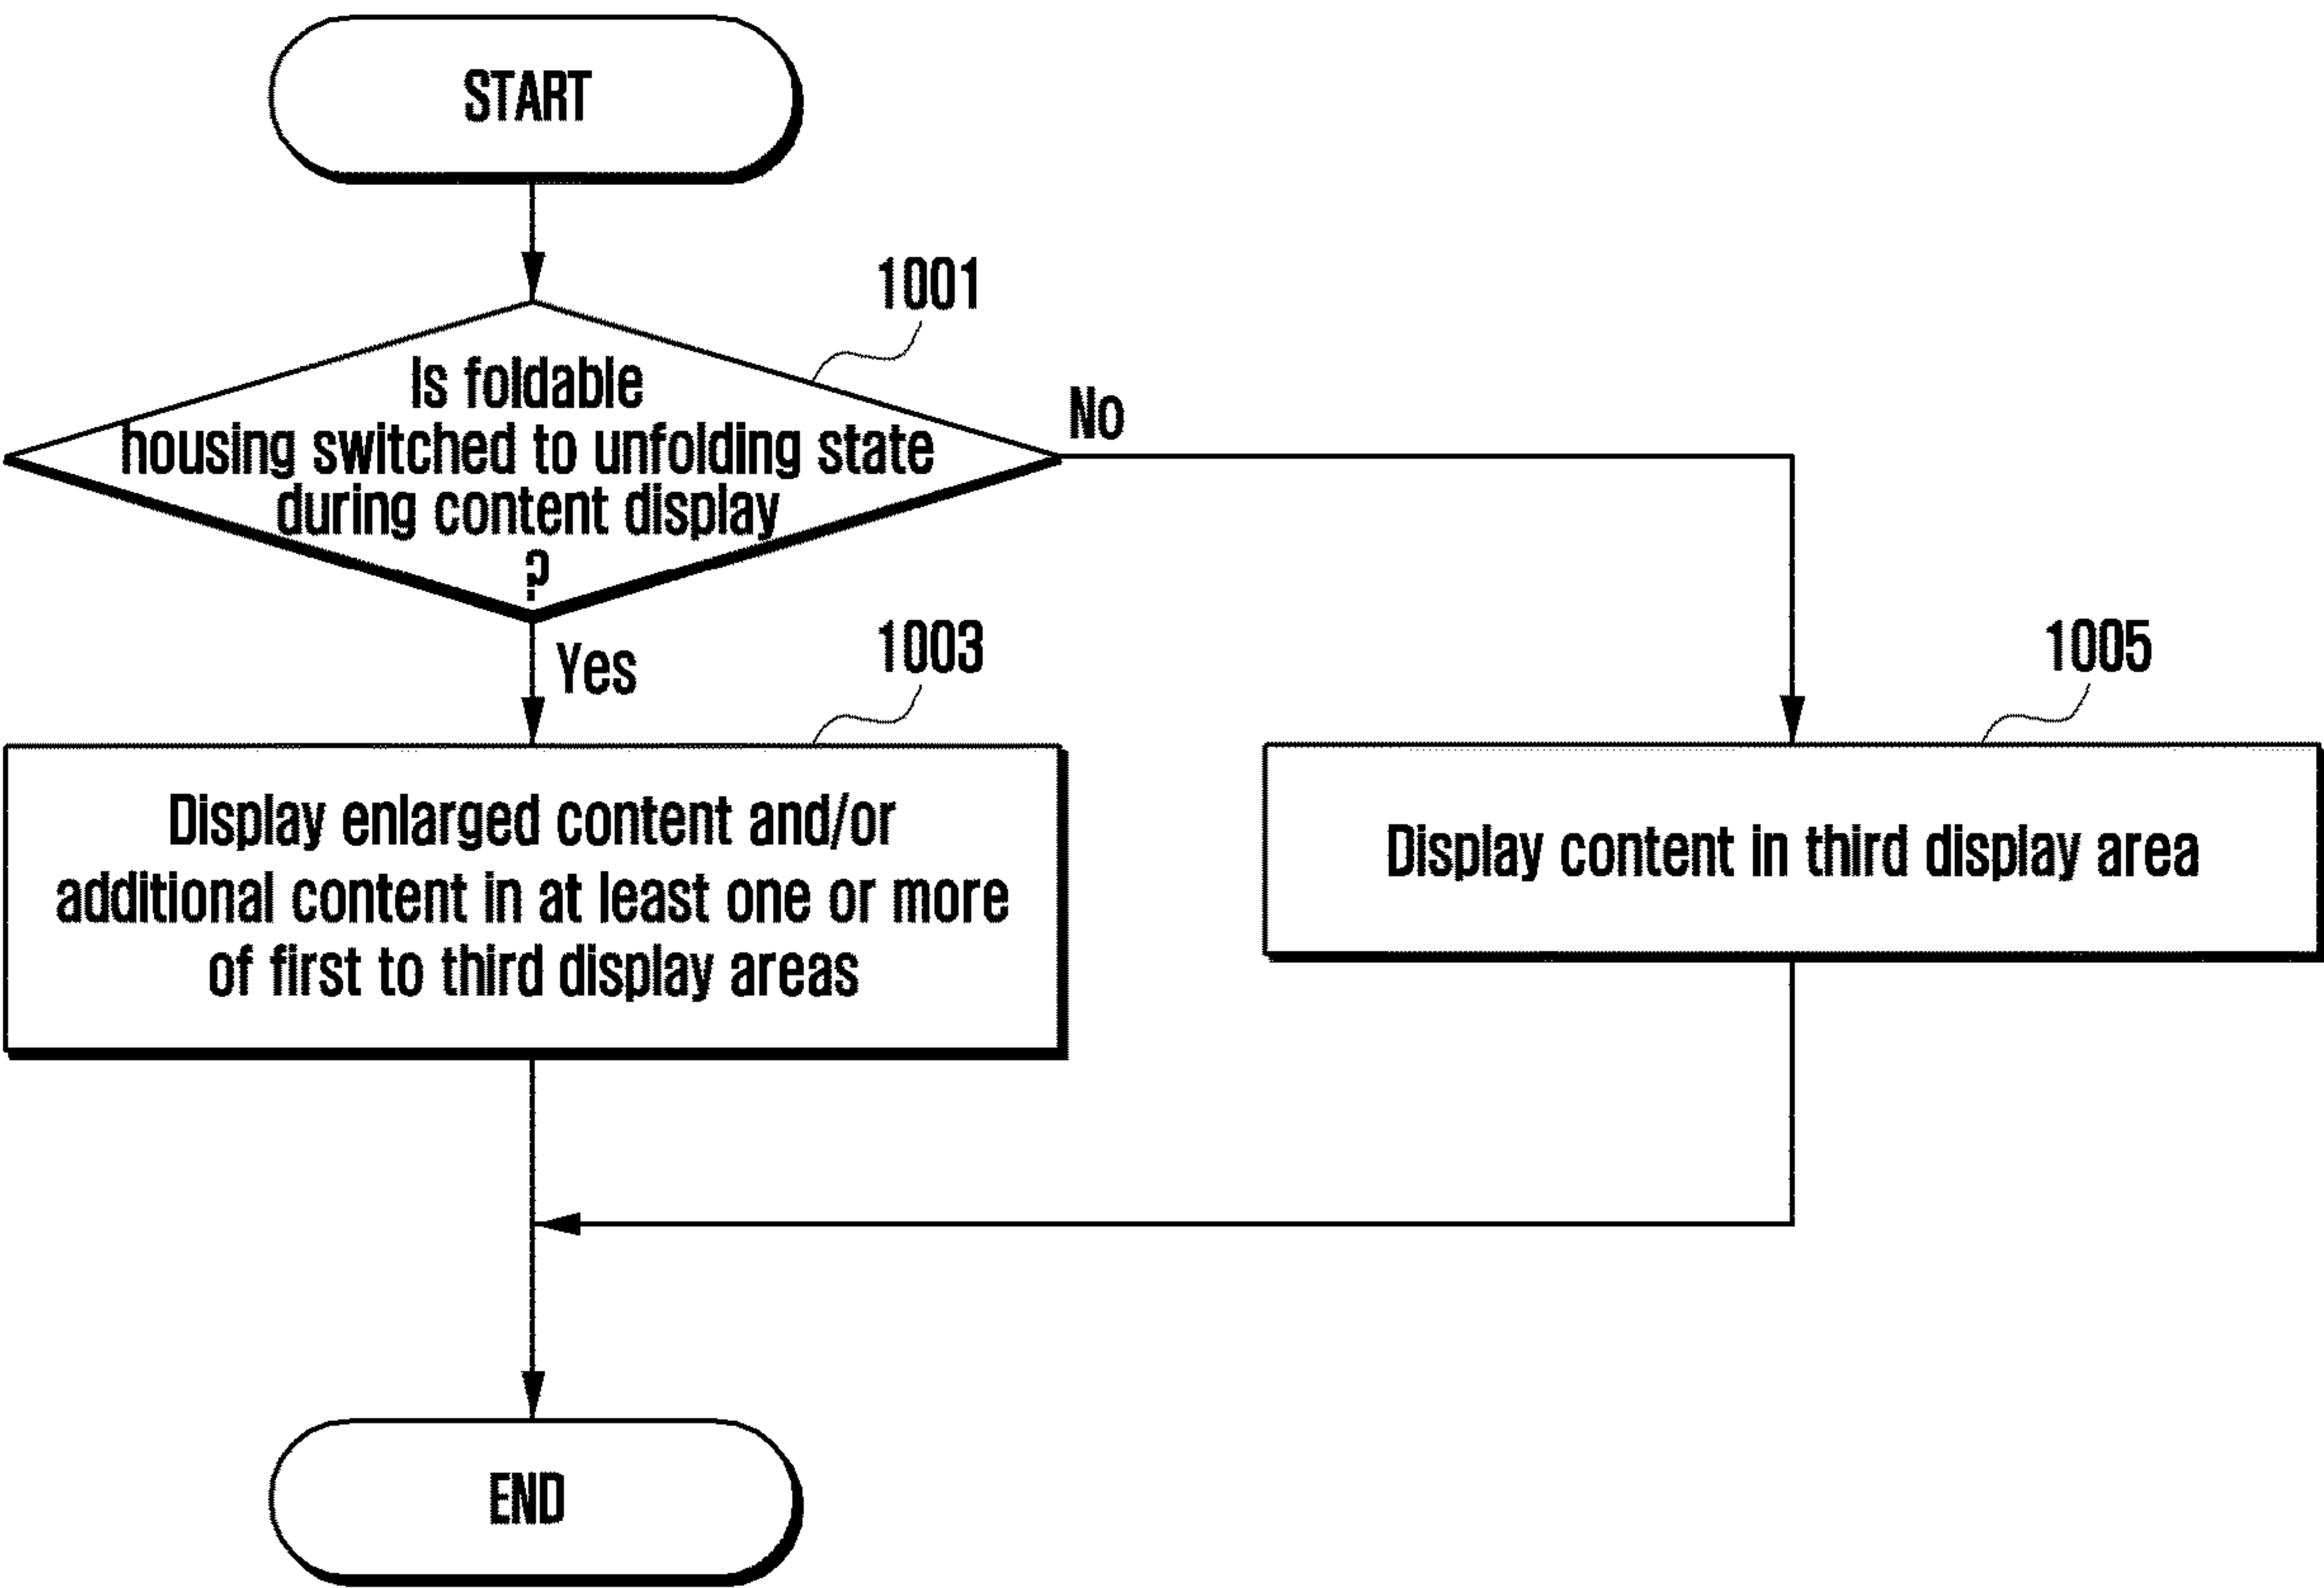 START
1001
Is foldable
housing switched to unfolding state
during content display
?
No
Yes
1003
1005
Display enlarged content and/or
additional content in at least one or more
of first to third display areas
Display content in third display area
END